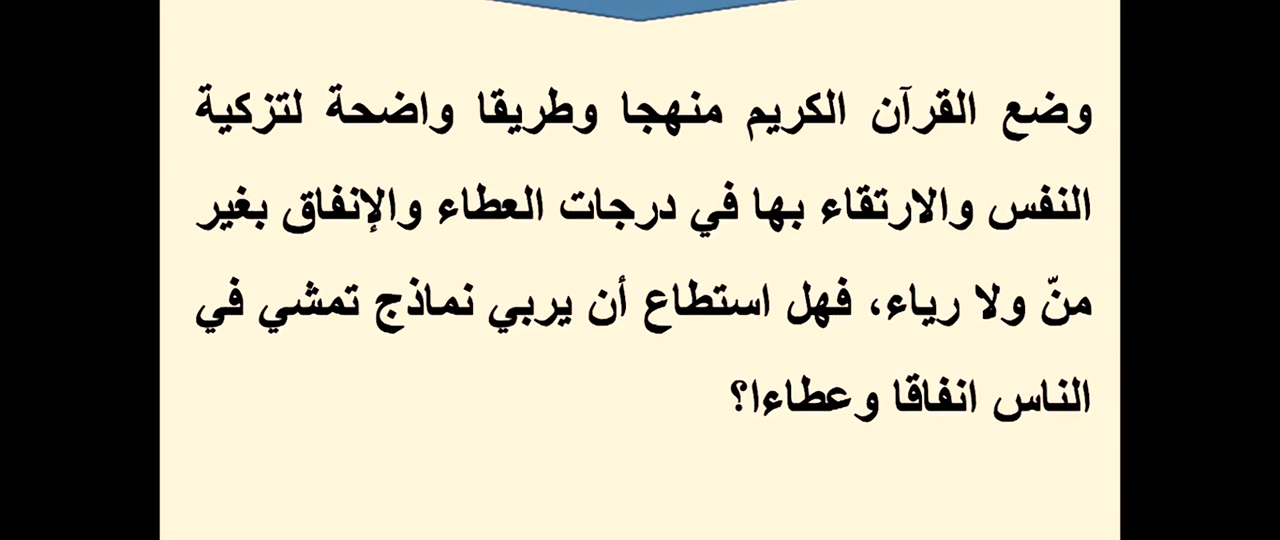 وضع القرآن الكريم منهجا وطريقا واضحة لتزكية
النفس والارتقاء بها في درجات العطاء والإنفاق بغير
منّ ولا رياء، فهل استطاع أن يربي نماذج تمشي في
الناس انفاقا وعطاءا؟